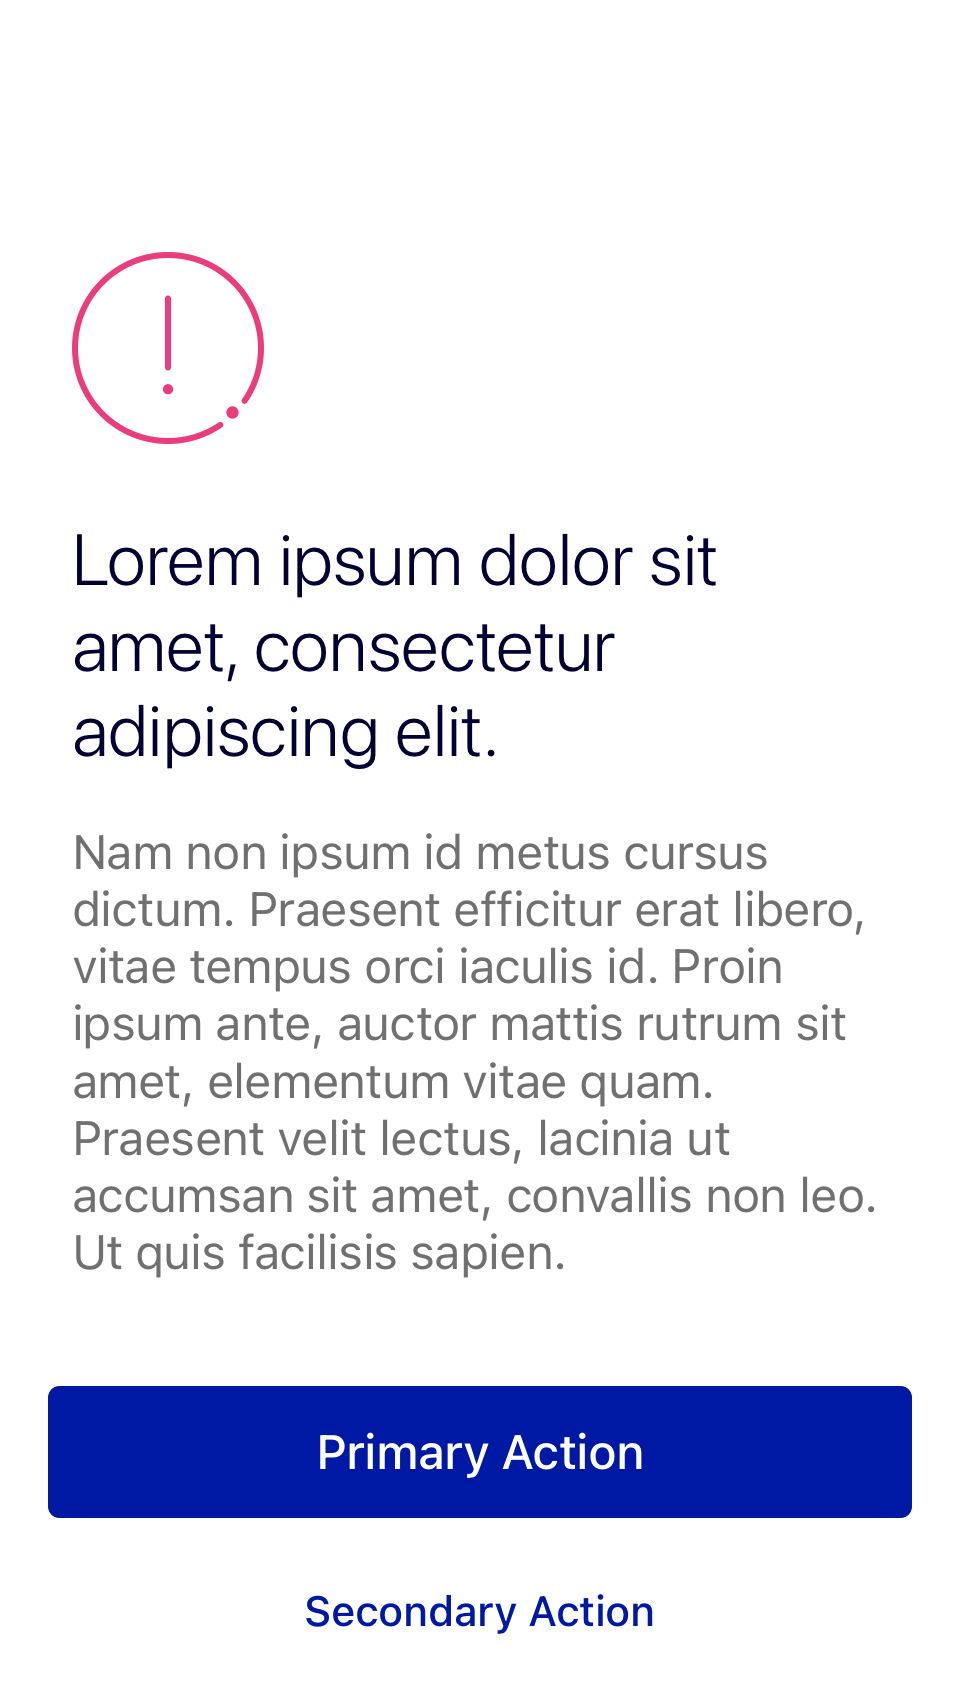 Lorem ipsum dolor sit
amet, consectetur
adipiscing elit.
Nam non ipsum id metus cursus
dictum. Praesent efficitur erat libero,
vitae tempus orci iaculis id. Proin
ipsum ante, auctor mattis rutrum sit
amet, elementum vitae quam.
Praesent velit lectus, lacinia ut
accumsan sit amet, convallis non leo.
Ut quis facilisis sapien.
Primary Action
Secondary Action